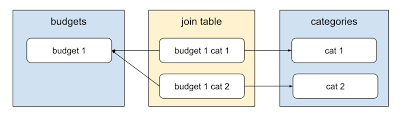 budgets
join table
categories
budget 1
budget 1 cat 1
cat 1
budget 1 cat 2
cat 2